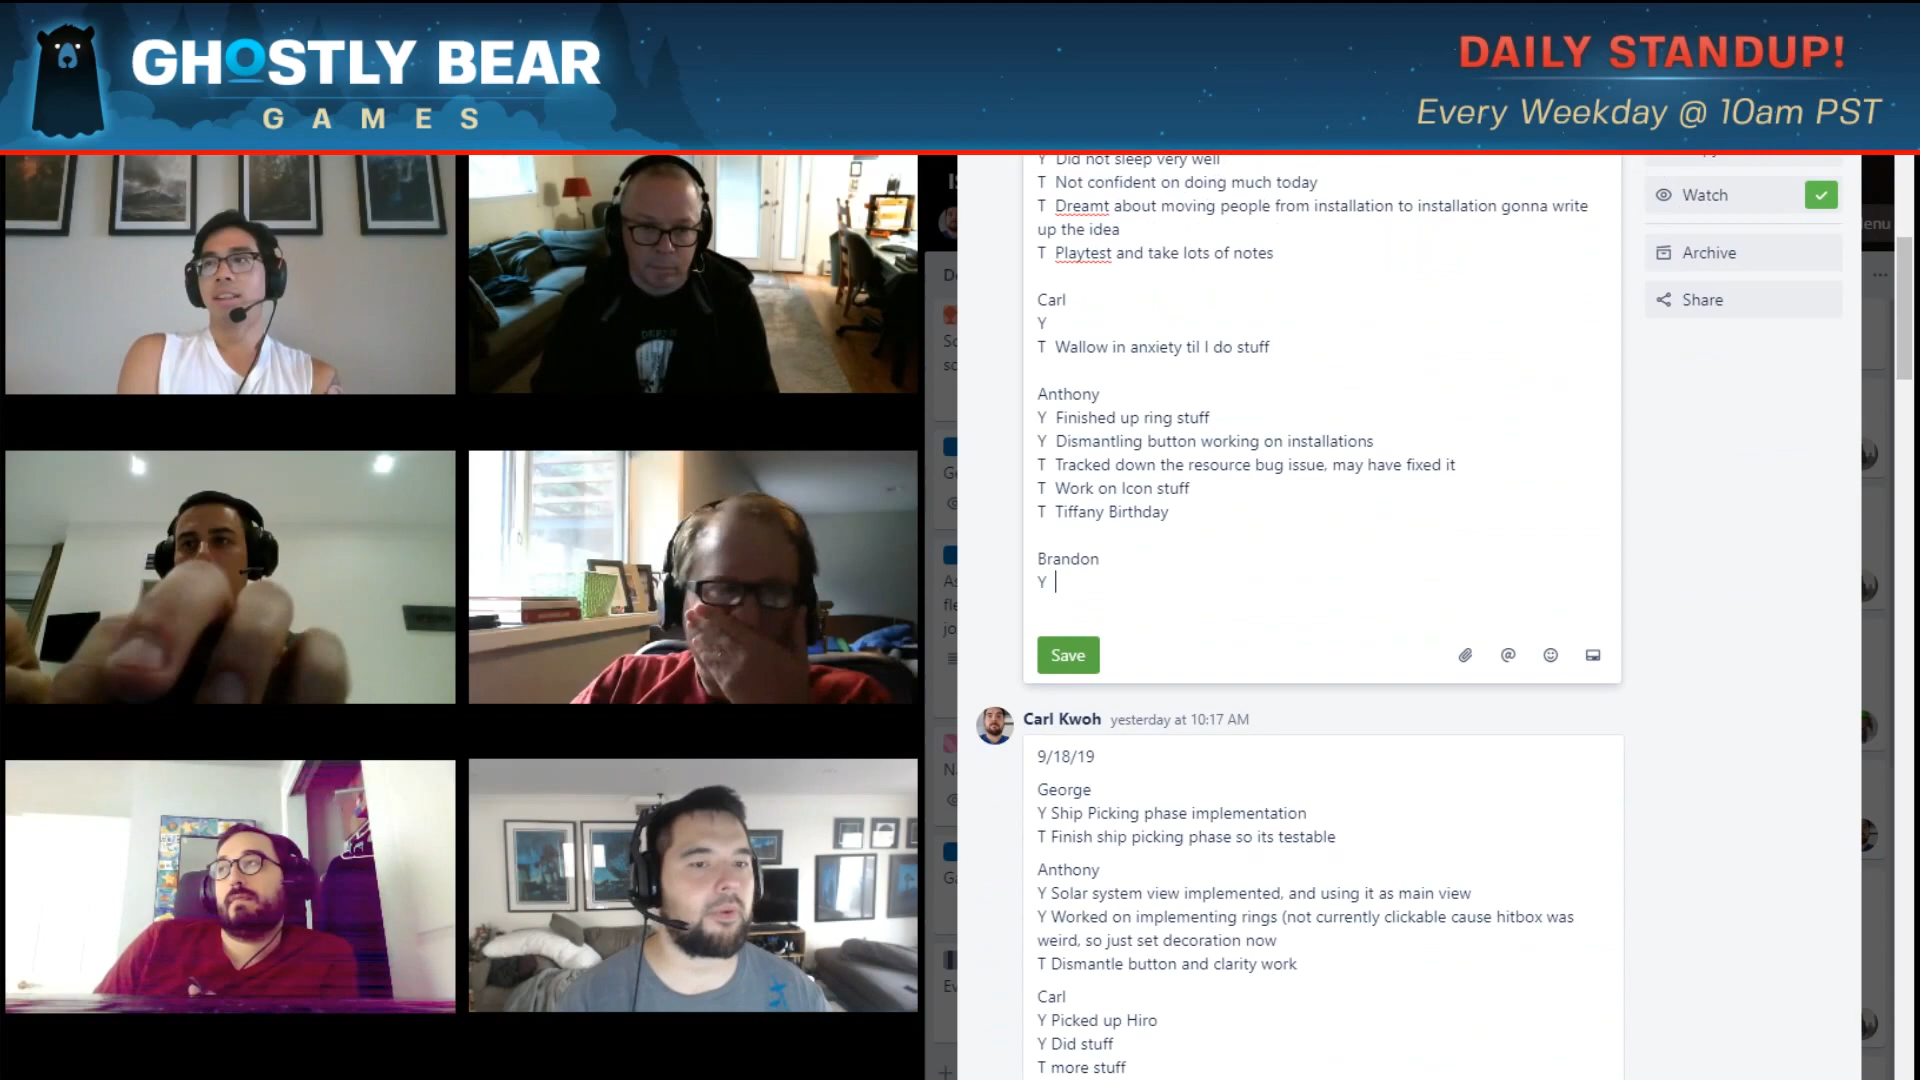 GHOSTLY BEAR
GAMES
DAILY STANDUP!
Every Weekday @ 10am PST
Y Did not sleep very well
T Not confident on doing much today
T Dreamt about moving people from installation to installation gonna write
up the idea
T Playtest and take lots of notes
Carl
Y
T Wallow in anxiety til I do stuff
Anthony
Y Finished up ring stuff
Y Dismantling button working on installations
T Tracked down the resource bug issue, may have fixed it
T Work on Icon stuff
T Tiffany Birthday
Brandon
Y
Save
Watch
Archive
Share
Carl Kwoh yesterday at 10:17 AM
9/18/19
George
Y Ship Picking phase implementation
T Finish ship picking phase so its testable
Anthony
Y Solar system view implemented, and using it as main view
Y Worked on implementing rings (not currently clickable cause hitbox was
weird, so just set decoration now
T Dismantle button and clarity work
Carl
Y Picked up Hiro
Y Did stuff
T more stuff